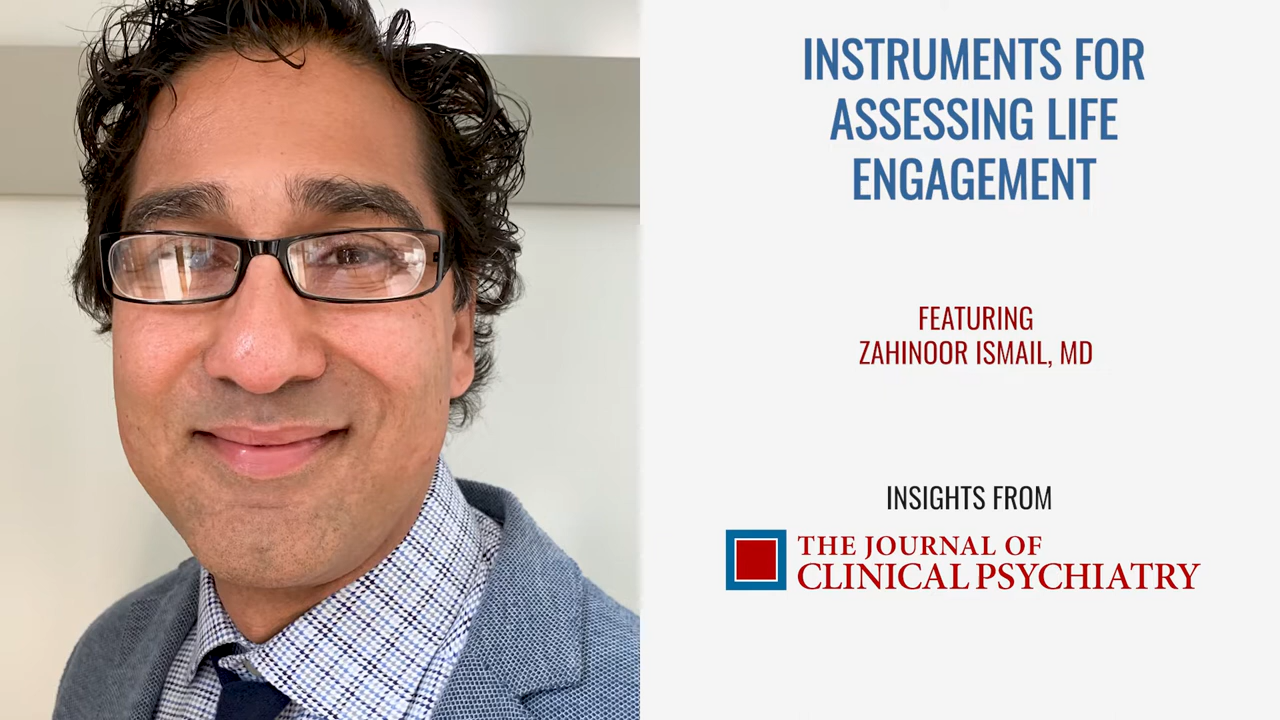 INSTRUMENTS FOR
ASSESSING LIFE
ENGAGEMENT
FEATURING
ZAHINOOR ISMAIL, MD
INSIGHTS FROM
THE JOURNAL OF
CLINICAL PSYCHIATRY